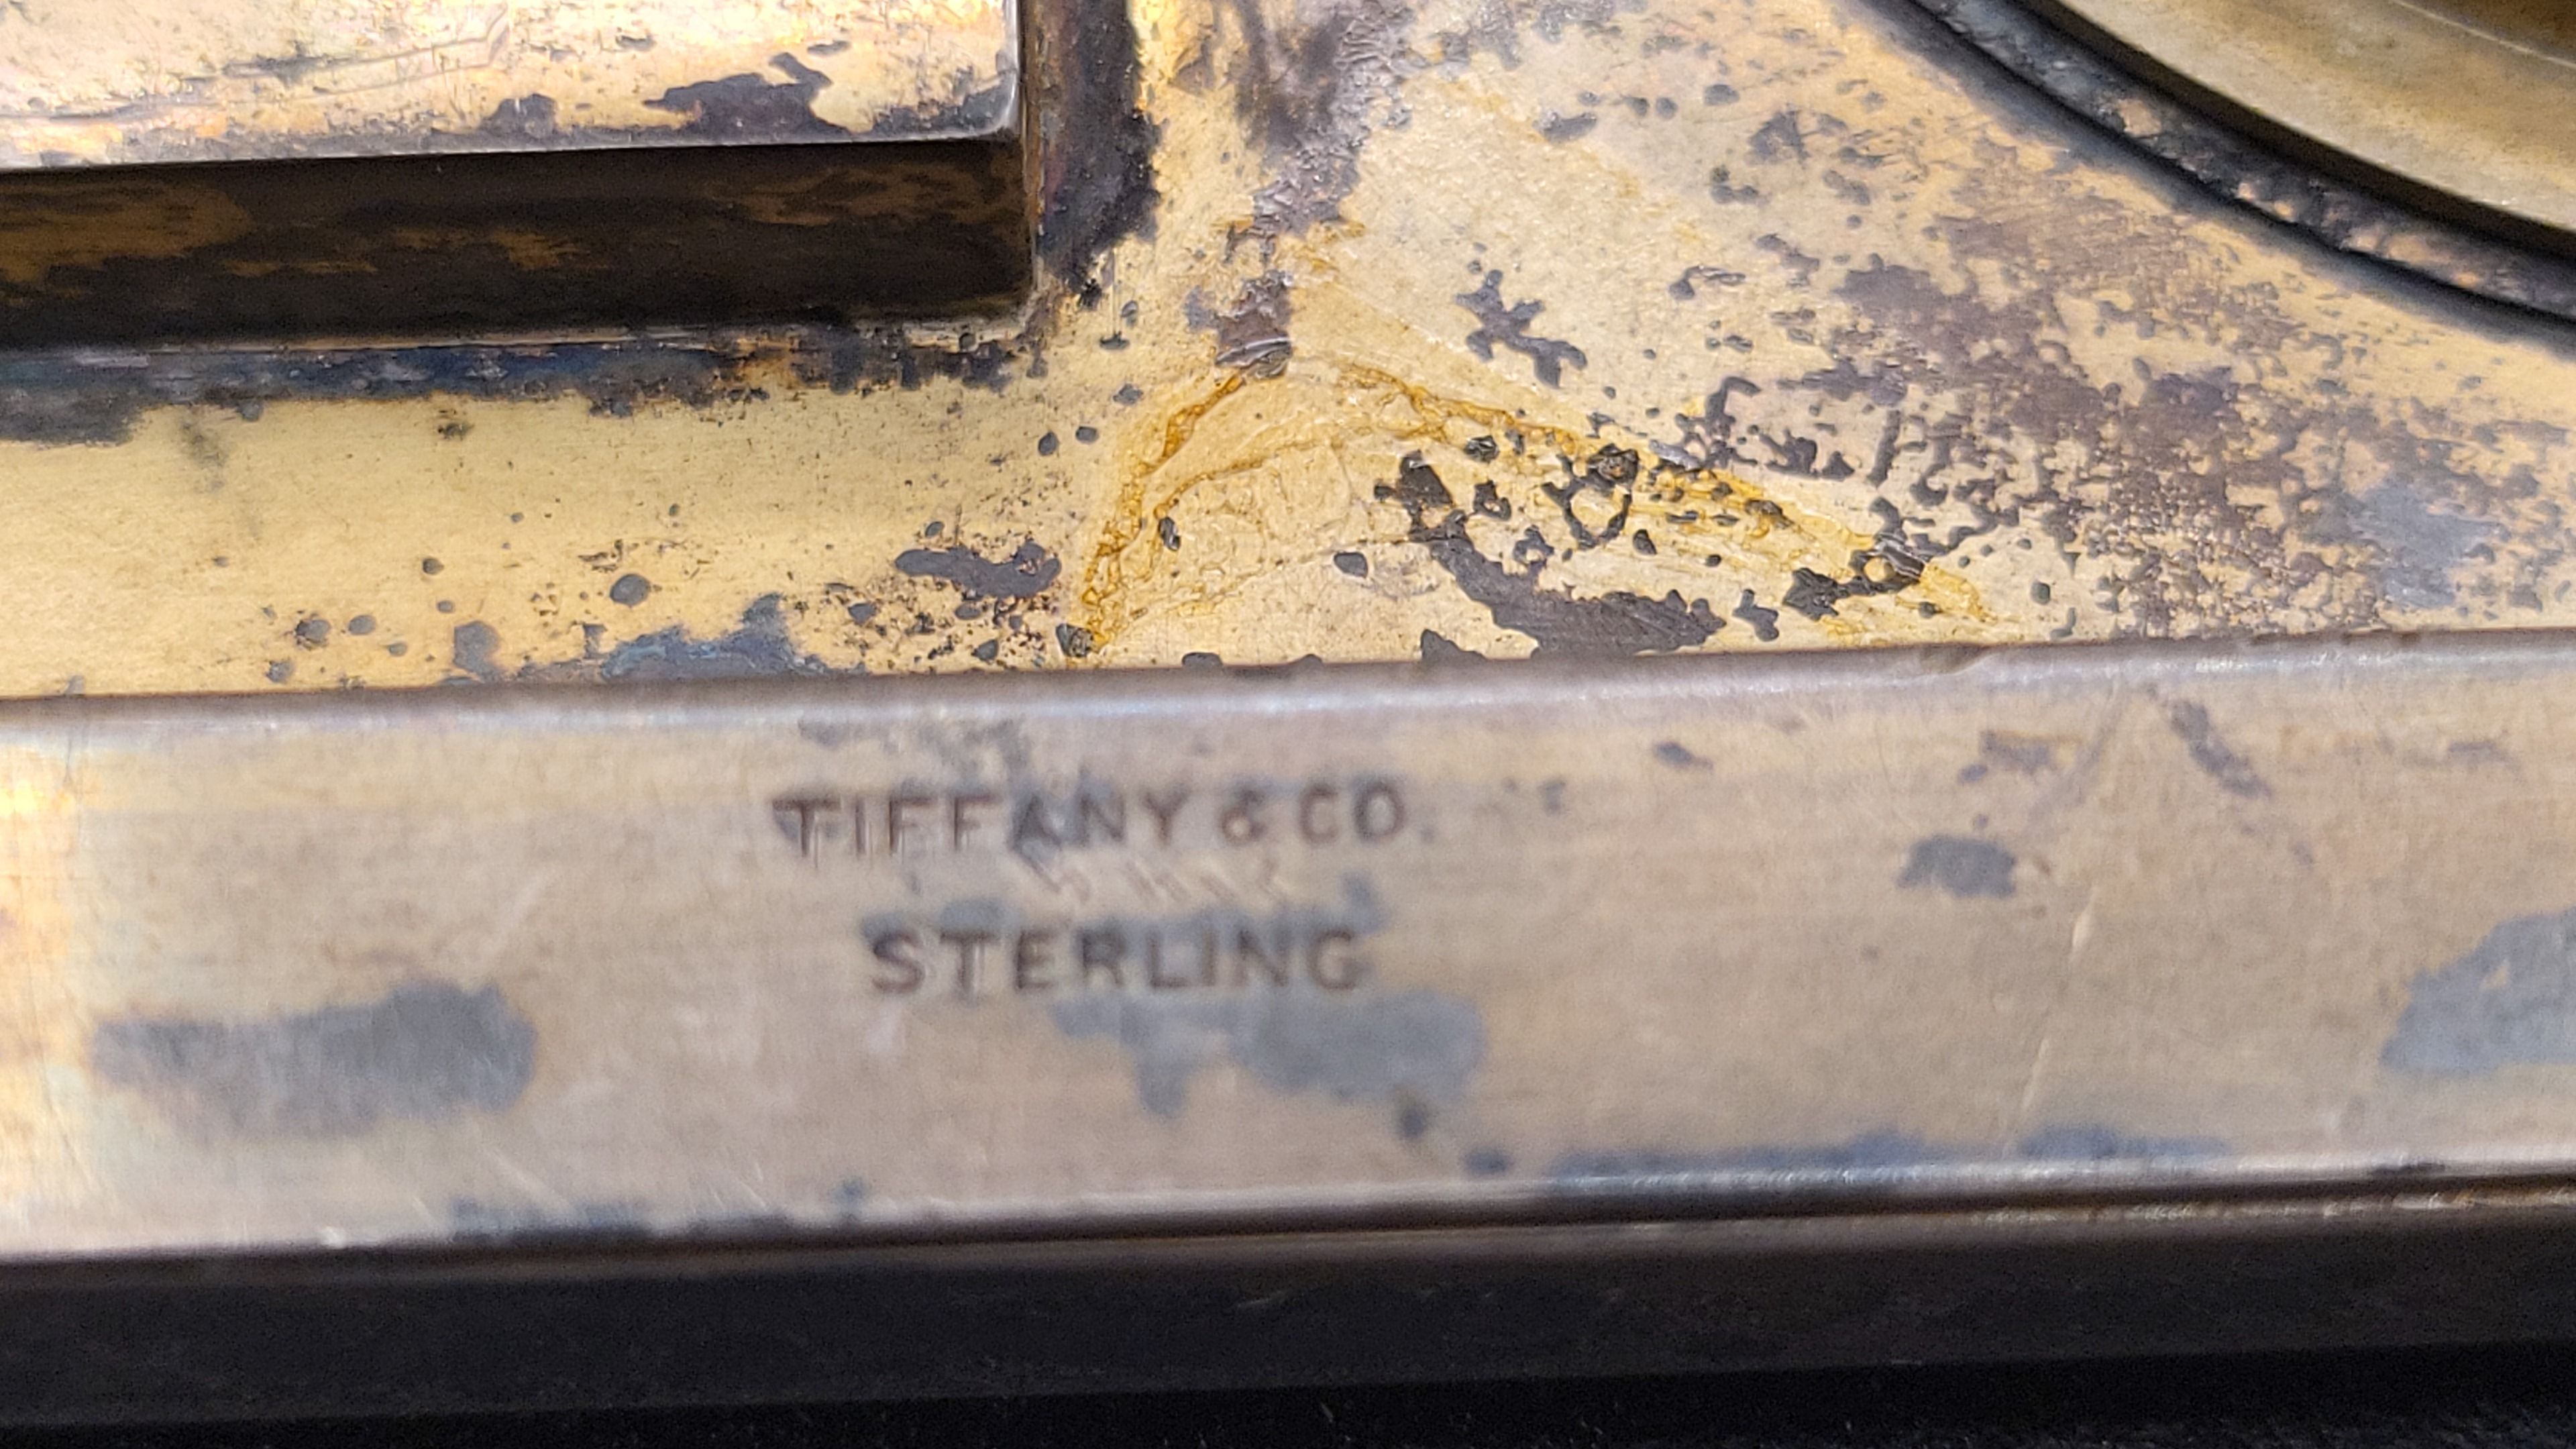 TIFFANY & CO.
STERLING